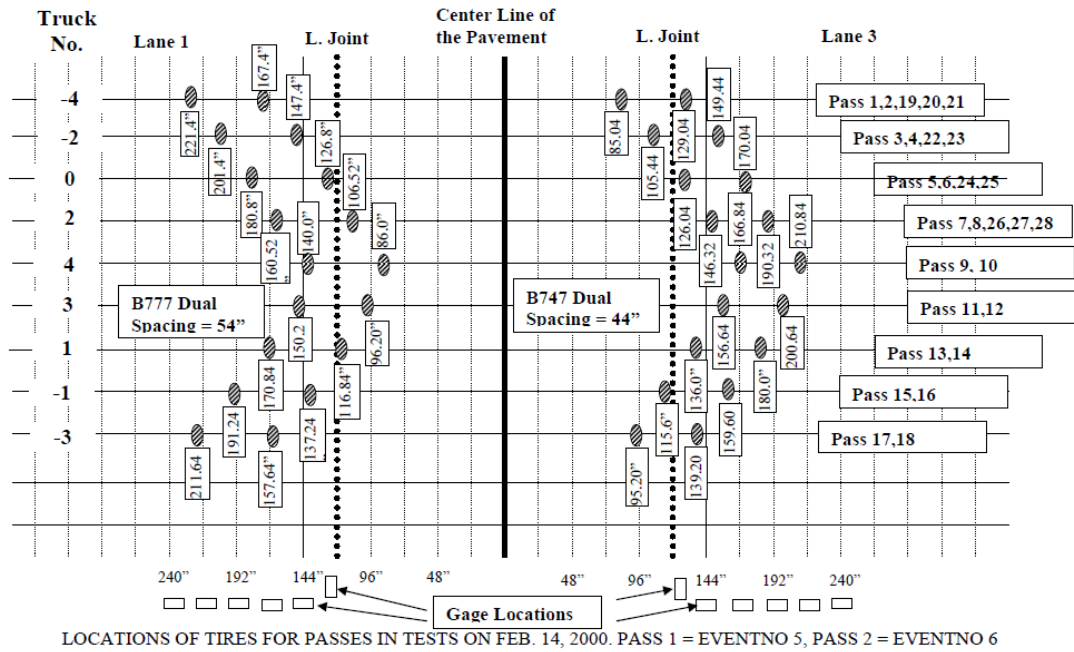 Truck No.
Lane 1
L. Joint
Center Line of the Pavement
L. Joint
Lane 3
-4
221.4”
167.4”
147.4”
85.04
129.04
149.44
Pass 1,2,19,20,21
-2
201.4”
126.8”
105.44
170.04
Pass 3,4,22,23
0
180.8”
106.52”
126.04
Pass 5,6,24,25
2
160.52”
140.0”
86.0”
146.32
166.84
190.32
210.84
Pass 7,8,26,27,28
4
Pass 9, 10
3
B777 Dual
Spacing = 54”
150.2
96.20”
B747 Dual
Spacing = 44”
156.64
200.64
Pass 11,12
1
170.84
116.84”
136.0”
180.0”
Pass 13,14
-1
191.24
137.24
115.6”
159.60
Pass 15,16
-3
211.64
157.64”
95.20”
139.20
Pass 17,18
240”
192”
144”
96”
48”
48”
96”
144”
192”
240”
Gage Locations
LOCATIONS OF TIRES FOR PASSES IN TESTS ON FEB. 14, 2000. PASS 1 = EVENTNO 5, PASS 2 = EVENTNO 6